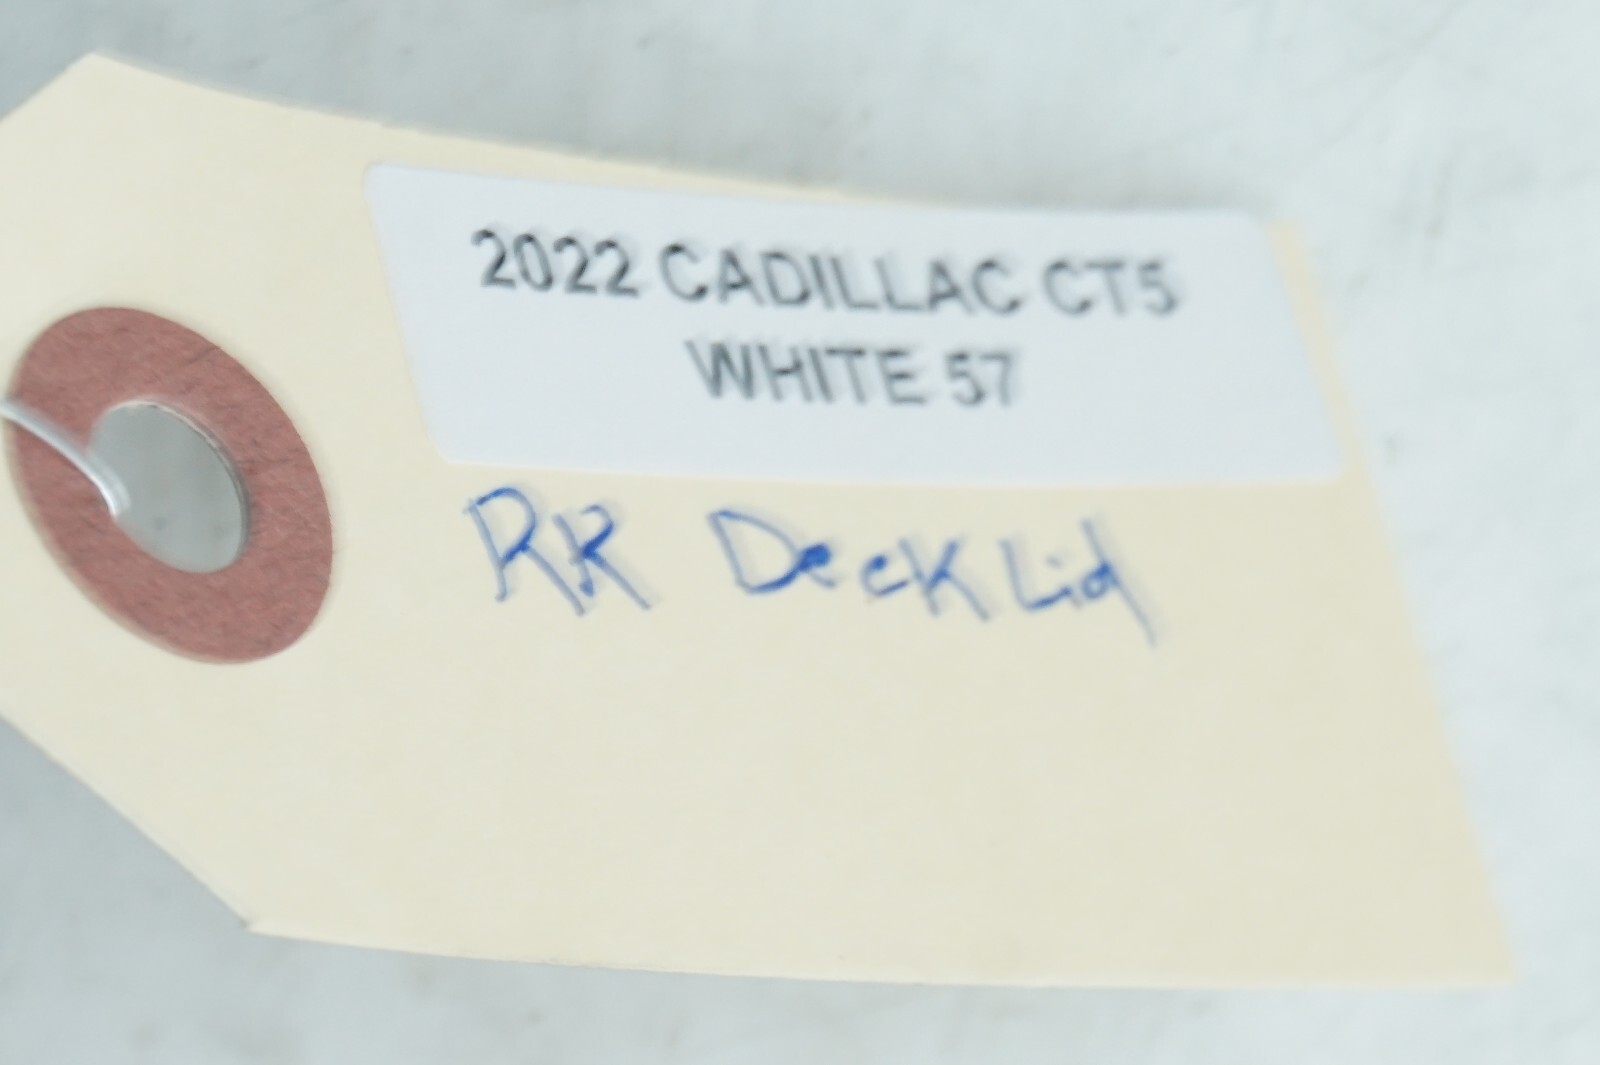 2022 CADILLAC CT5
WHITE 57
RR Deck Lid